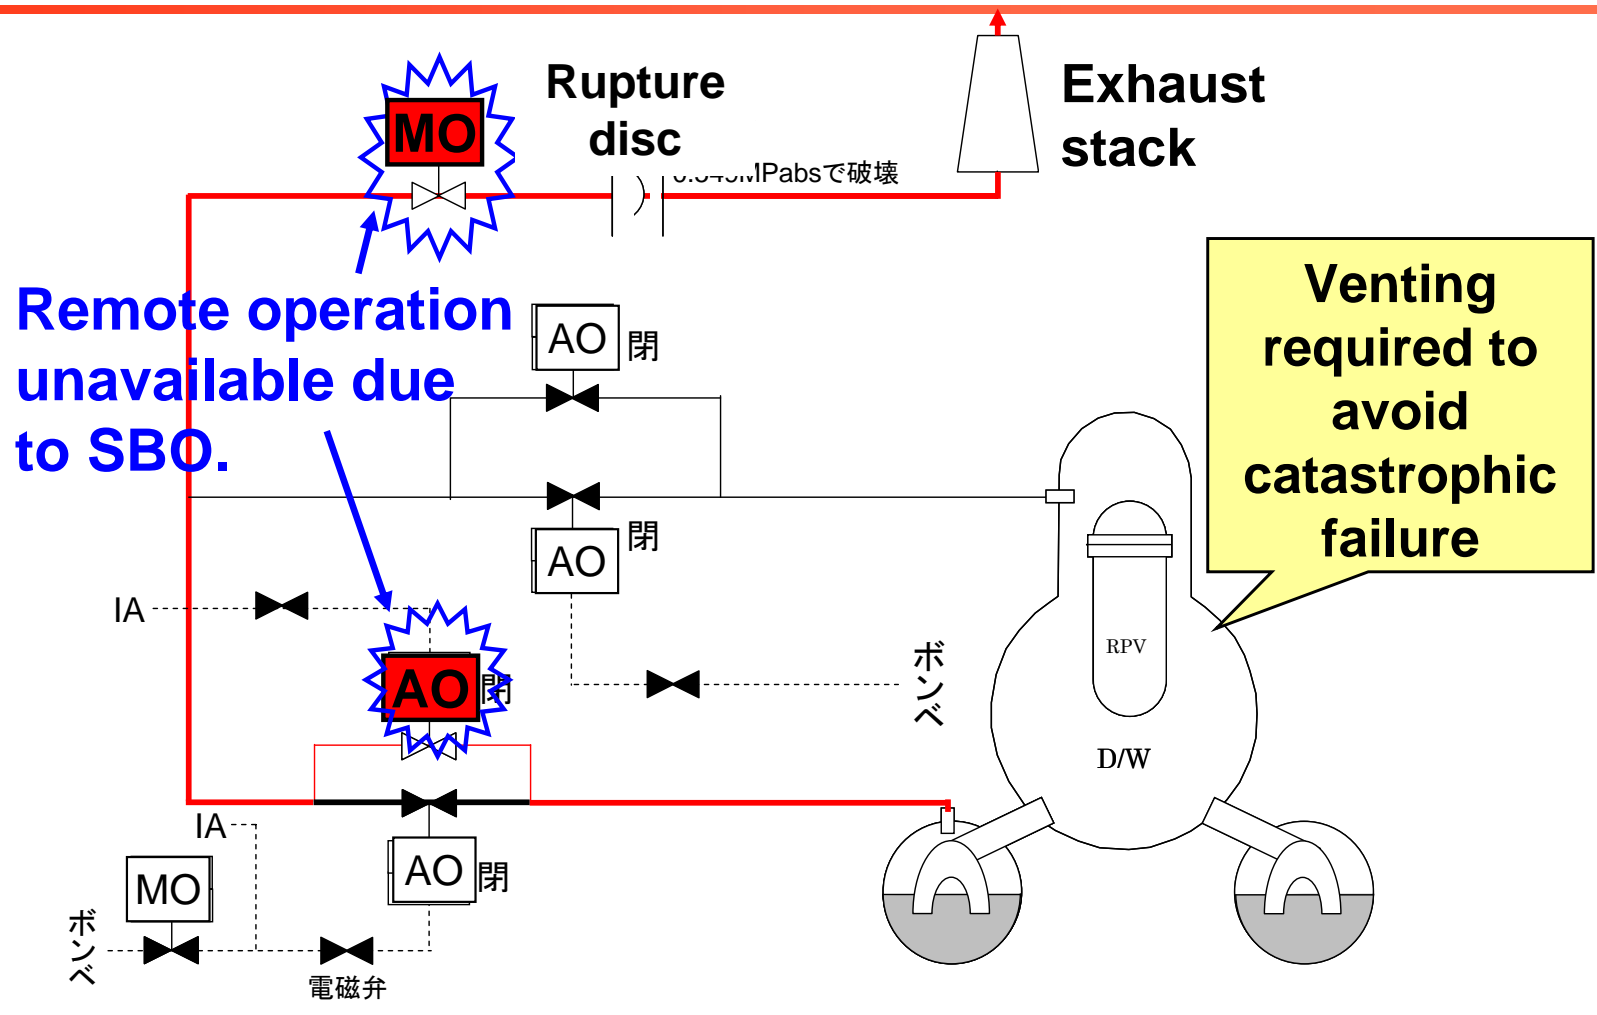 Rupture
disc
MO
Exhaust
stack
MPabsで破壊
Remote operation
unavailable due
to SBO.
AO 閉
AO 閉
Venting
required to
avoid
catastrophic
failure
IA
AO 閉
ボンベ
RPV
D/W
IA
AO 閉
MO
ボンベ
電磁弁